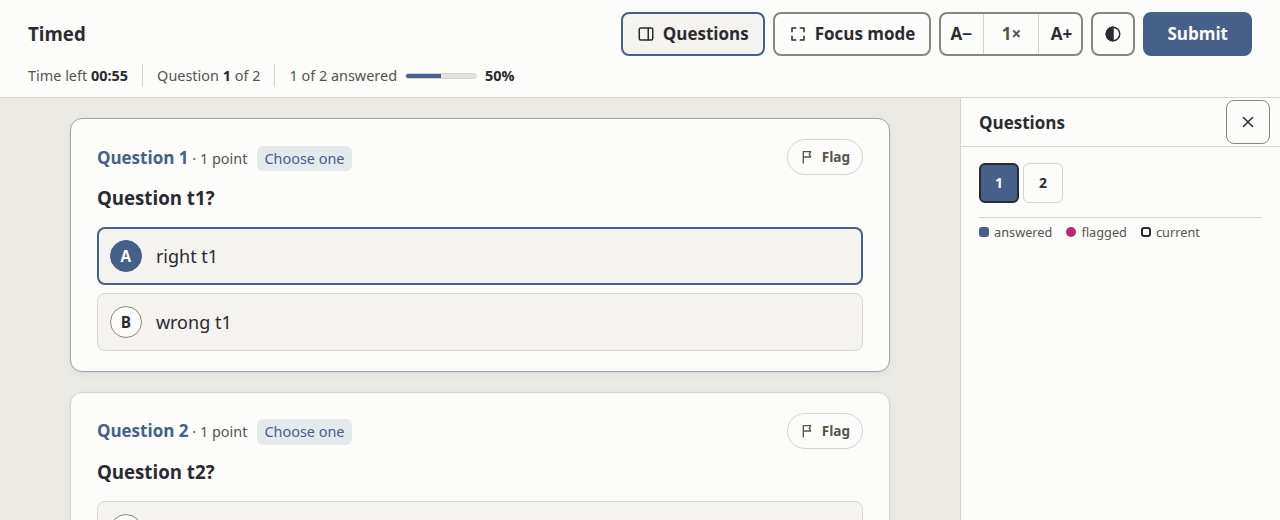 Timed
Questions
Focus mode
A−
1×
A+
Submit
Time left 00:55
Question 1 of 2
1 of 2 answered
50%
Question 1 · 1 point Choose one
Flag
Question t1?
A right t1
B wrong t1
Question 2 · 1 point Choose one
Flag
Question t2?
Questions
1 2
answered flagged current